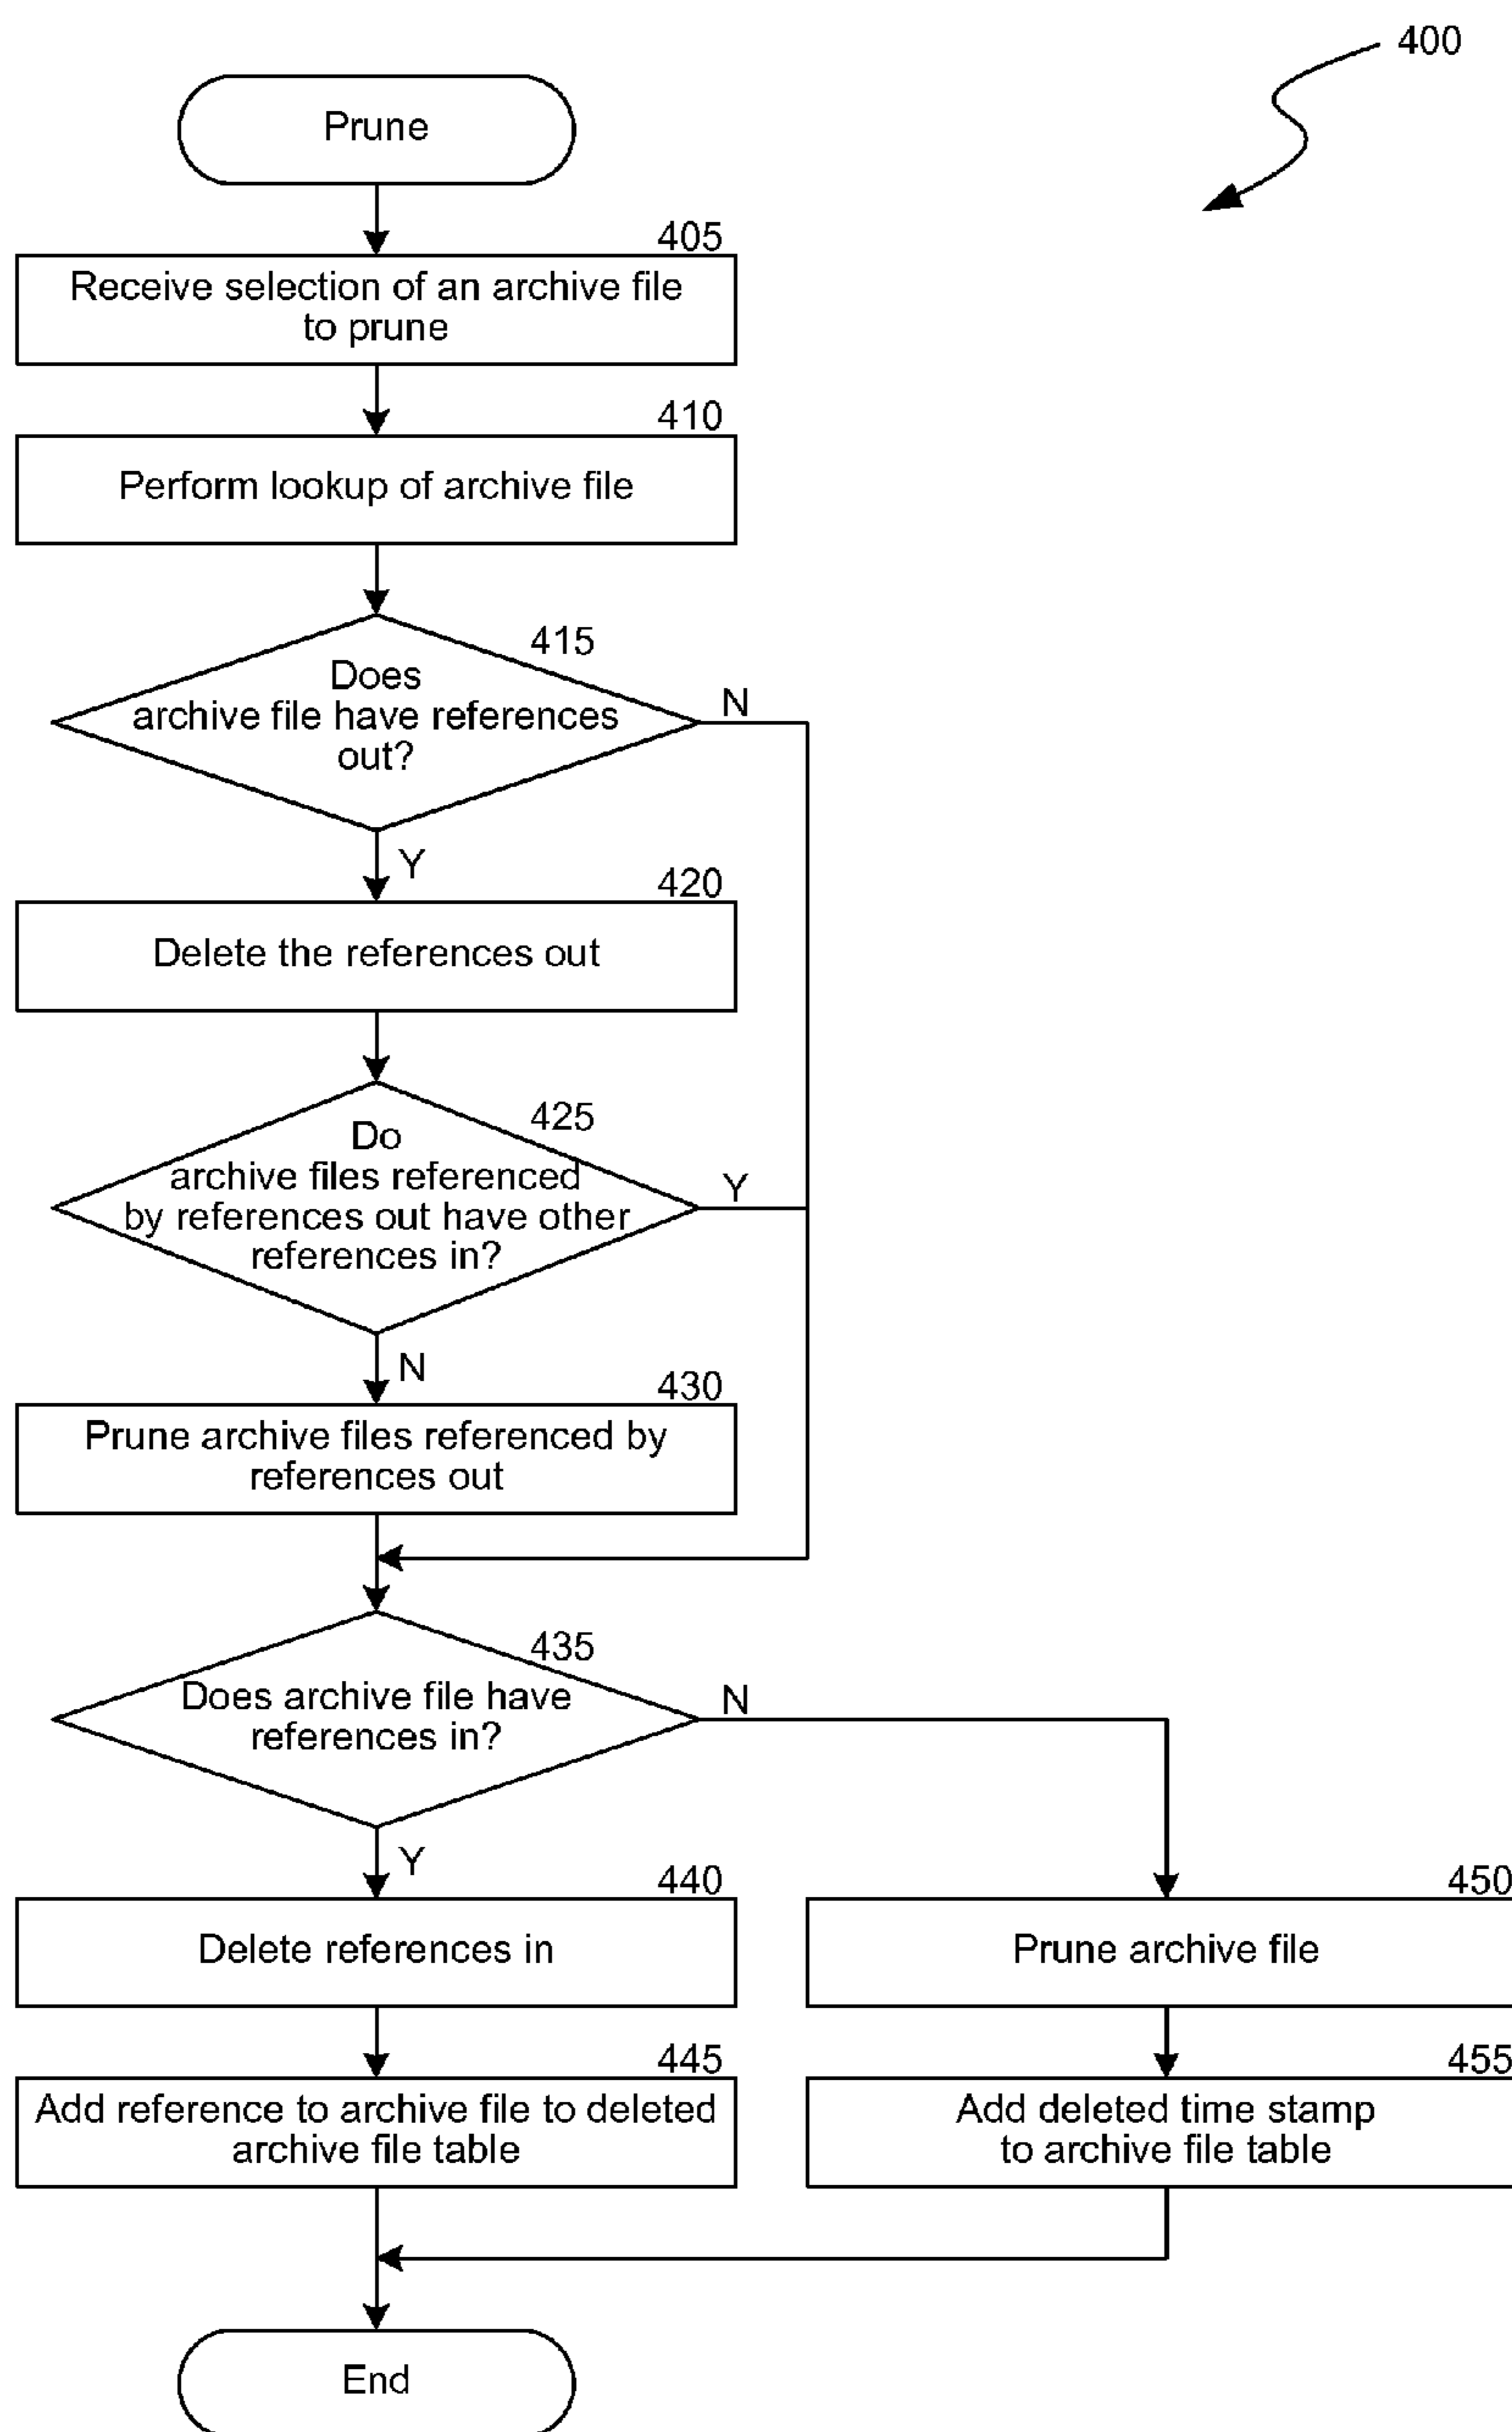 400
Prune
405
Receive selection of an archive file
to prune
410
Perform lookup of archive file
415
Does
archive file have references
out?
N
Y
420
Delete the references out
425
Do
archive files referenced
by references out have other
references in?
Y
N
430
Prune archive files referenced by
references out
435
Does archive file have
references in?
N
Y
440
Delete references in
450
Prune archive file
445
Add reference to archive file to deleted
archive file table
455
Add deleted time stamp
to archive file table
End